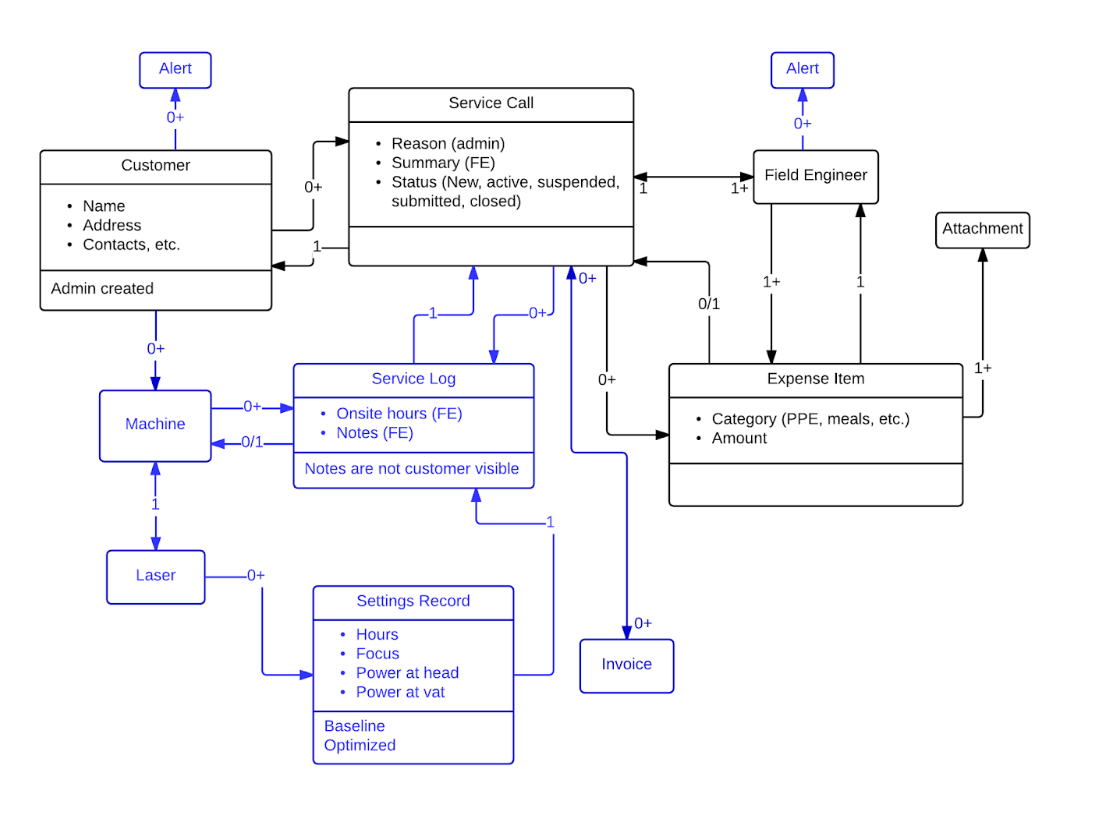 Alert
Alert
0+
0+
Service Call
• Reason (admin)
• Summary (FE)
• Status (New, active, suspended,
submitted, closed)
Customer
• Name
• Address
• Contacts, etc.
Admin created
0+
1
1
1+
Field Engineer
Attachment
0+
1+
1
0/1
0+
1
0+
0+
1+
Service Log
• Onsite hours (FE)
• Notes (FE)
Notes are not customer visible
Expense Item
• Category (PPE, meals, etc.)
• Amount
Machine
0+
0/1
1
1
Laser
0+
Settings Record
• Hours
• Focus
• Power at head
• Power at vat
Baseline
Optimized
0+
Invoice